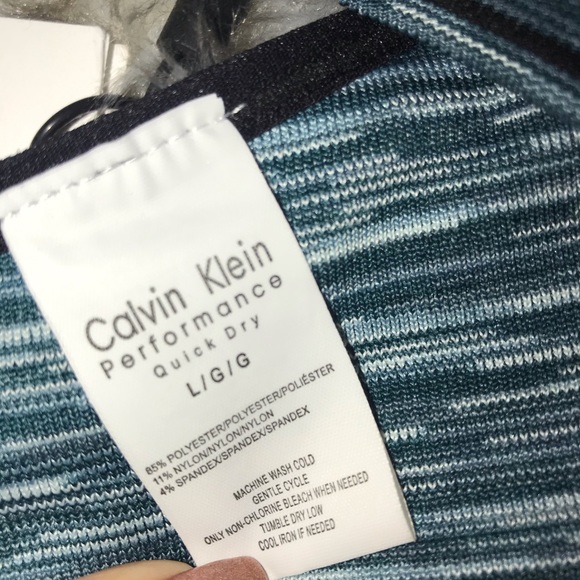 Calvin Klein
Performance
Quick Dry
L/G/G
85% POLYESTER/POLYESTER/POLIÉSTER
11% NYLON/NYLON/NYLON
4% SPANDEX/SPANDEX/SPANDEX
MACHINE WASH COLD
GENTLE CYCLE
ONLY NON-CHLORINE BLEACH WHEN NEEDED
TUMBLE DRY LOW
COOL IRON IF NEEDED